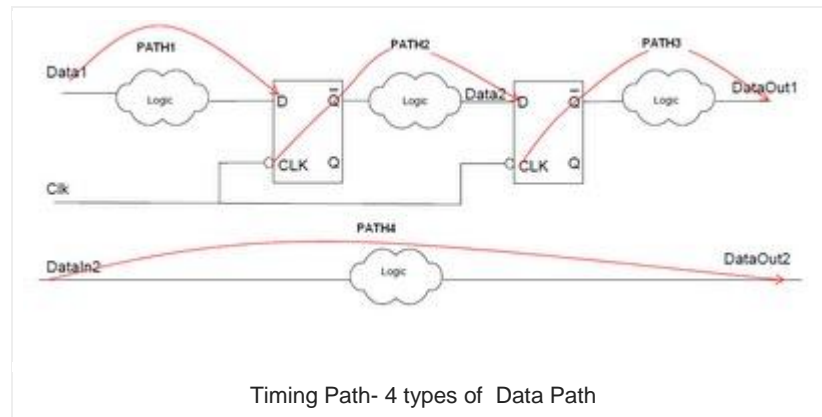 PATH1
PATH2
PATH3
Data1
DataOut1
Logic
D
Q̅
Logic
Data2
D
Q̅
Logic
CLK
Q
CLK
Q
Clk
PATH4
DataIn2
Logic
DataOut2
Timing Path- 4 types of Data Path